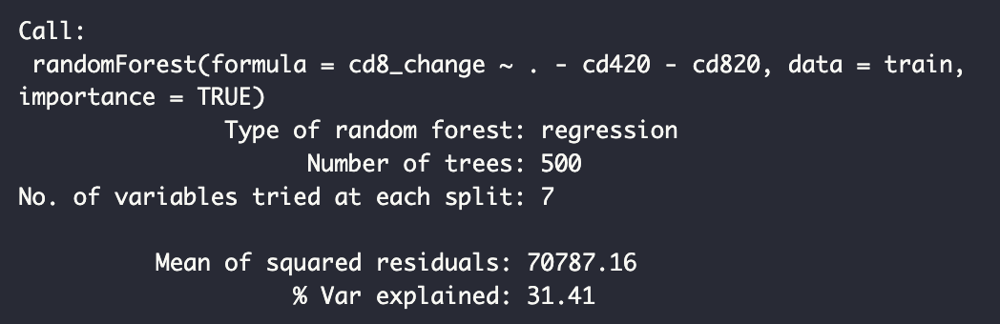 Call:
randomForest(formula = cd8_change ~ . - cd420 - cd820, data = train,
importance = TRUE)
Type of random forest: regression
Number of trees: 500
No. of variables tried at each split: 7
Mean of squared residuals: 70787.16
% Var explained: 31.41